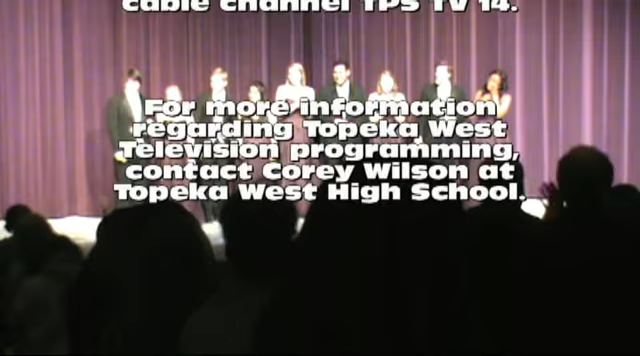 cable channel TPS TV 14.
For more information
regarding Topeka West
Television programming,
contact Corey Wilson at
Topeka West High School.